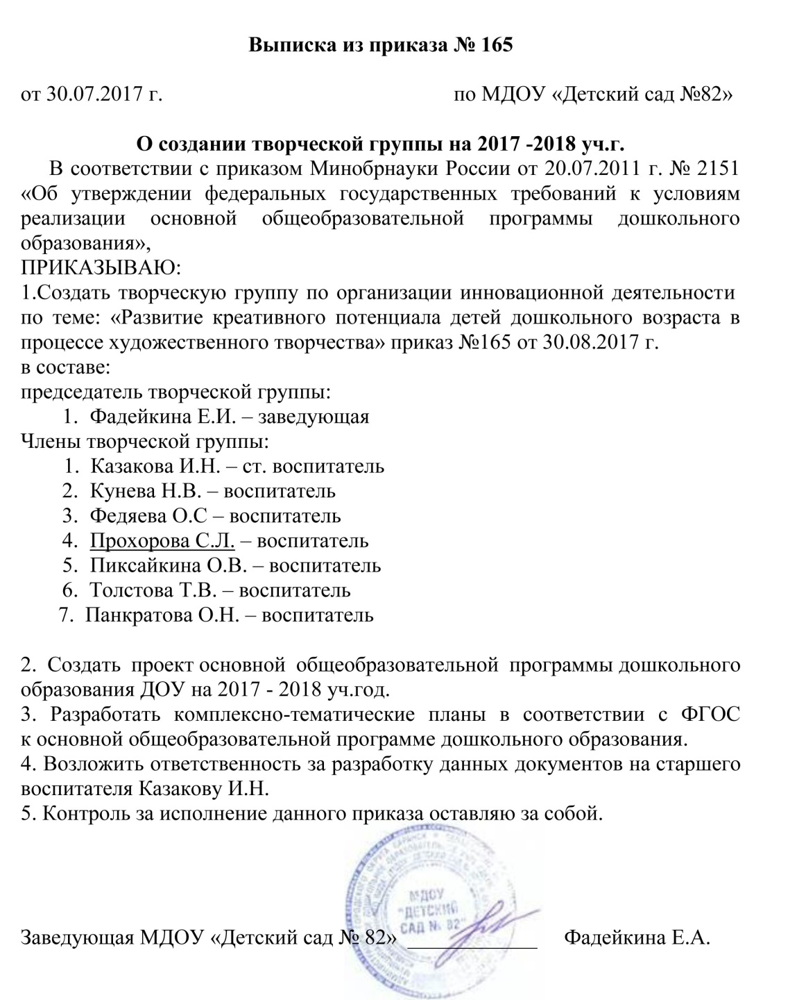 Выписка из приказа № 165
от 30.07.2017 г. по МДОУ «Детский сад №82»
О создании творческой группы на 2017 -2018 уч.г.
В соответствии с приказом Минобрнауки России от 20.07.2011 г. № 2151
«Об утверждении федеральных государственных требований к условиям
реализации основной общеобразовательной программы дошкольного
образования»,
ПРИКАЗЫВАЮ:
1.Создать творческую группу по организации инновационной деятельности
по теме: «Развитие креативного потенциала детей дошкольного возраста в
процессе художественного творчества» приказ №165 от 30.08.2017 г.
в составе:
председатель творческой группы:
1. Фадейкина Е.И. – заведующая
Члены творческой группы:
1. Казакова И.Н. – ст. воспитатель
2. Кунева Н.В. – воспитатель
3. Федяева О.С – воспитатель
4. Прохорова С.Л. – воспитатель
5. Пиксайкина О.В. – воспитатель
6. Толстова Т.В. – воспитатель
7. Панкратова О.Н. – воспитатель
2. Создать проект основной общеобразовательной программы дошкольного
образования ДОУ на 2017 - 2018 уч.год.
3. Разработать комплексно-тематические планы в соответствии с ФГОС
к основной общеобразовательной программе дошкольного образования.
4. Возложить ответственность за разработку данных документов на старшего
воспитателя Казакову И.Н.
5. Контроль за исполнение данного приказа оставляю за собой.
МДОУ
"ДЕТСКИЙ
САД № 82"
Заведующая МДОУ «Детский сад № 82» ____________ Фадейкина Е.А.